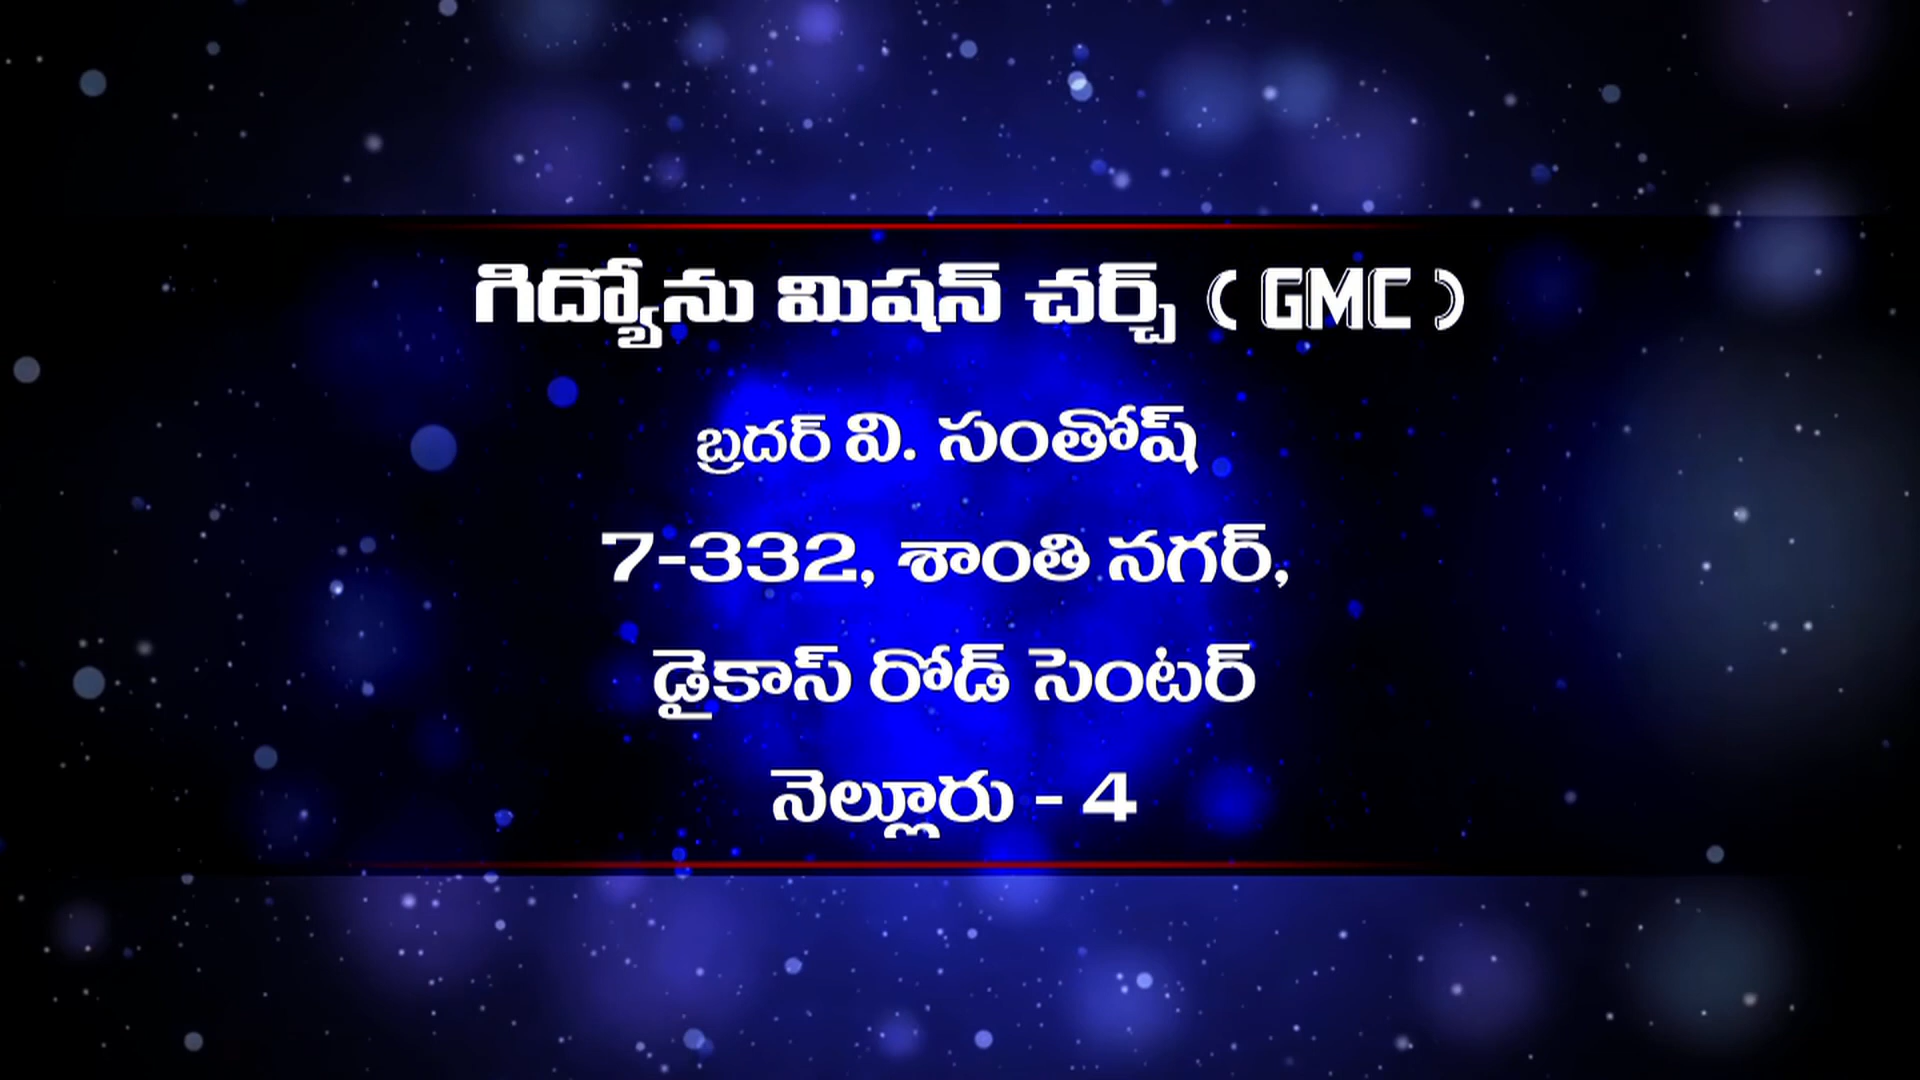 గిద్యోను మిషన్ చర్చ్ ( GMC )
బ్రదర్ వి. సంతోష్
7-332, శాంతి నగర్,
డైకాస్ రోడ్ సెంటర్
నెల్లూరు - 4